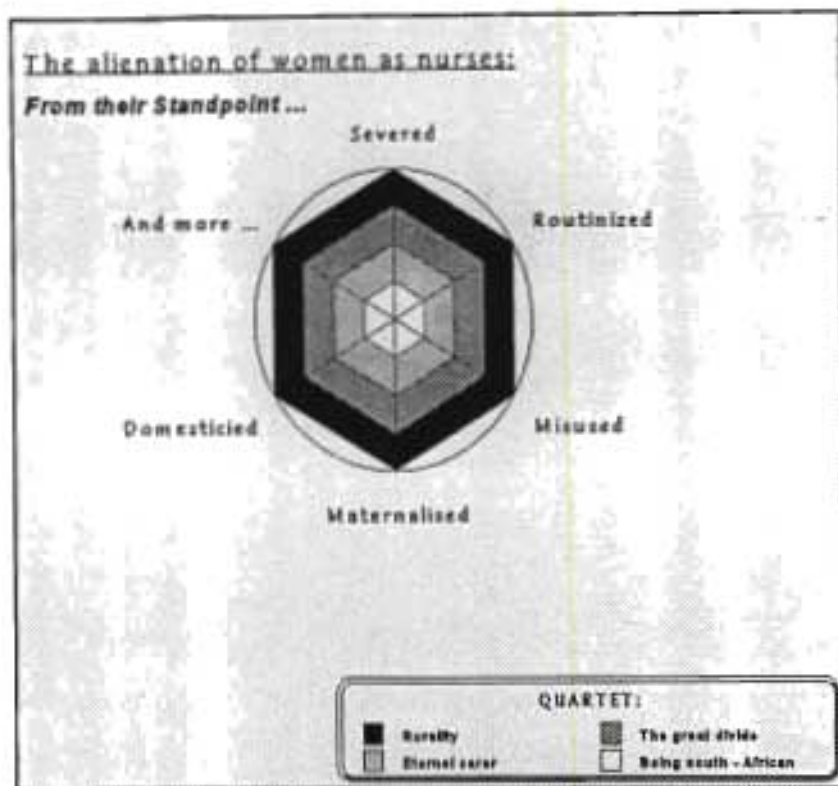 The alienation of women as nurses:
From their Standpoint ...
Severed
And more ...
Routinized
Domesticied
Misused
Maternalised
QUARTET:
Rurality
The great divide
Eternal carer
Being south - African